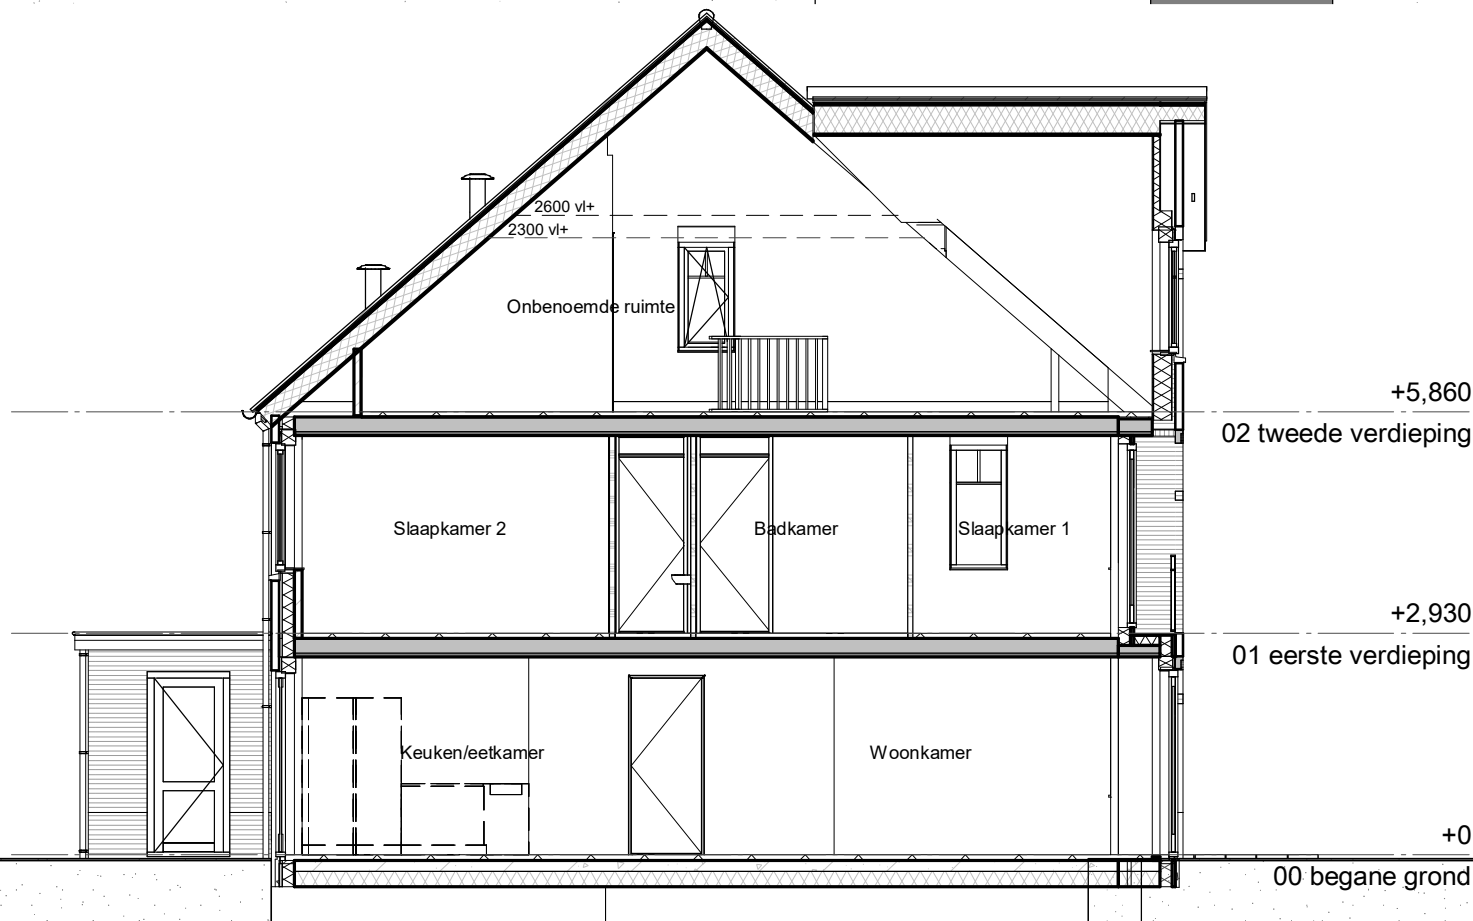 2600 vl+
2300 vl+
Onbenoemde ruimte
+5,860
02 tweede verdieping
Slaapkamer 2
Badkamer
Slaapkamer 1
+2,930
01 eerste verdieping
Keuken/eetkamer
Woonkamer
+0
00 begane grond